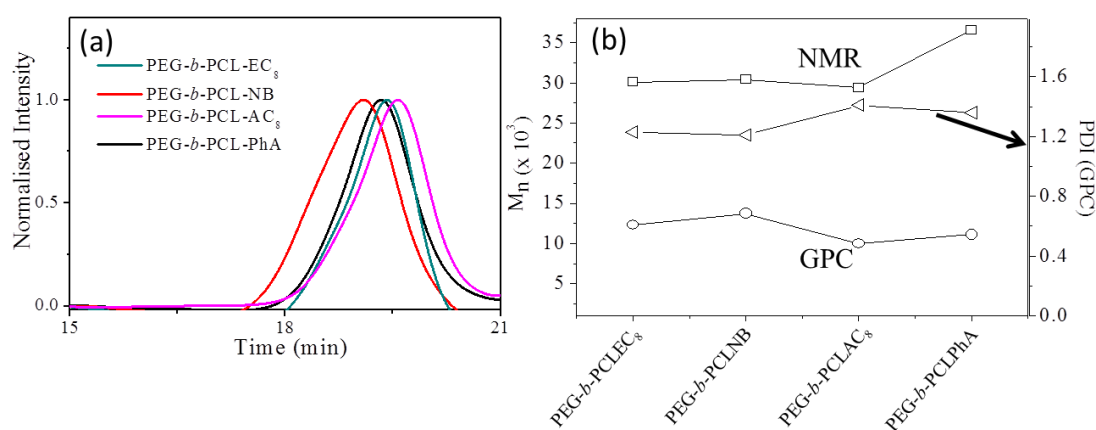 (a)
PEG-b-PCL-EC₈
PEG-b-PCL-NB
PEG-b-PCL-AC₈
PEG-b-PCL-PhA
Normalised Intensity
1.0
0.5
0.0
15
18
21
Time (min)
(b)
NMR
GPC
Mn (x 10³)
35
30
25
20
15
10
5
PDI (GPC)
1.6
1.2
0.8
0.4
0.0
PEG-b-PCLEC₈
PEG-b-PCLNB
PEG-b-PCLAC₈
PEG-b-PCLPhA